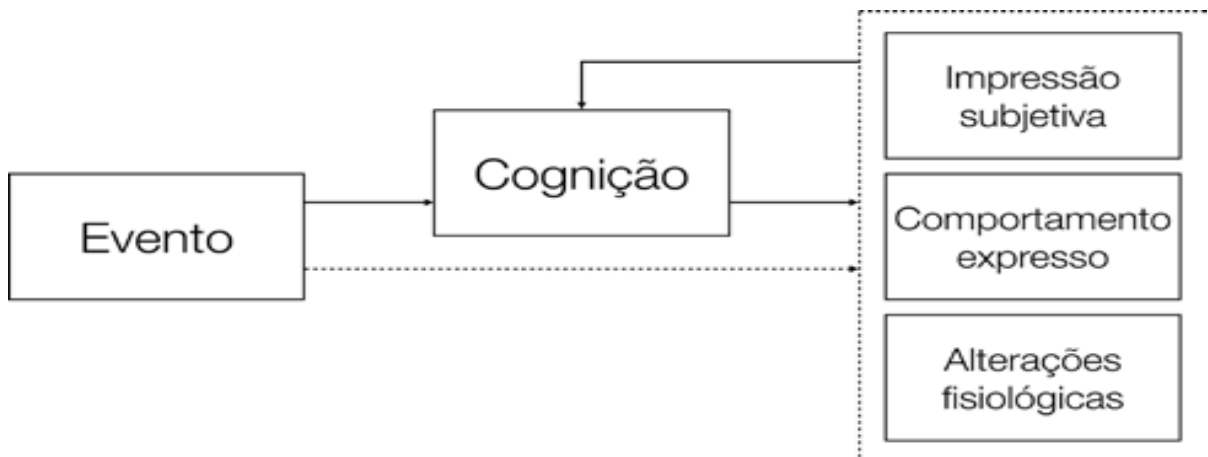 Impressão
subjetiva
Cognição
Evento
Comportamento
expresso
Alterações
fisiológicas